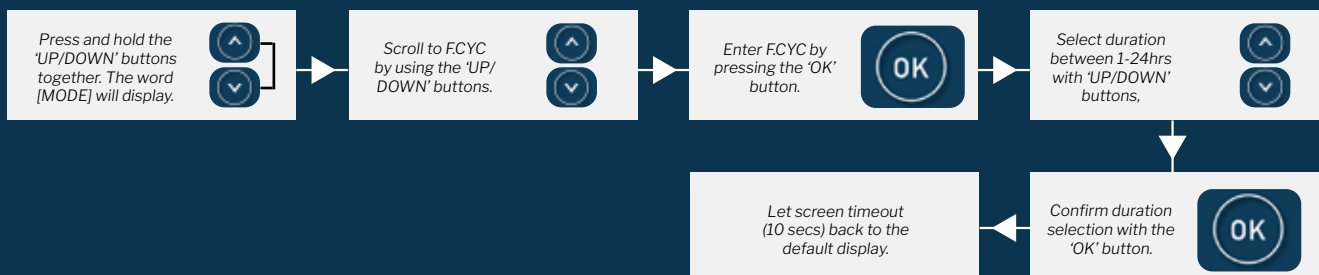 Press and hold the
‘UP/DOWN’ buttons
together. The word
[MODE] will display.
Scroll to F.CYC
by using the ‘UP/
DOWN’ buttons.
Enter F.CYC by
pressing the ‘OK’
button.
OK
Select duration
between 1-24hrs
with ‘UP/DOWN’
buttons,
Confirm duration
selection with the
‘OK’ button.
OK
Let screen timeout
(10 secs) back to the
default display.